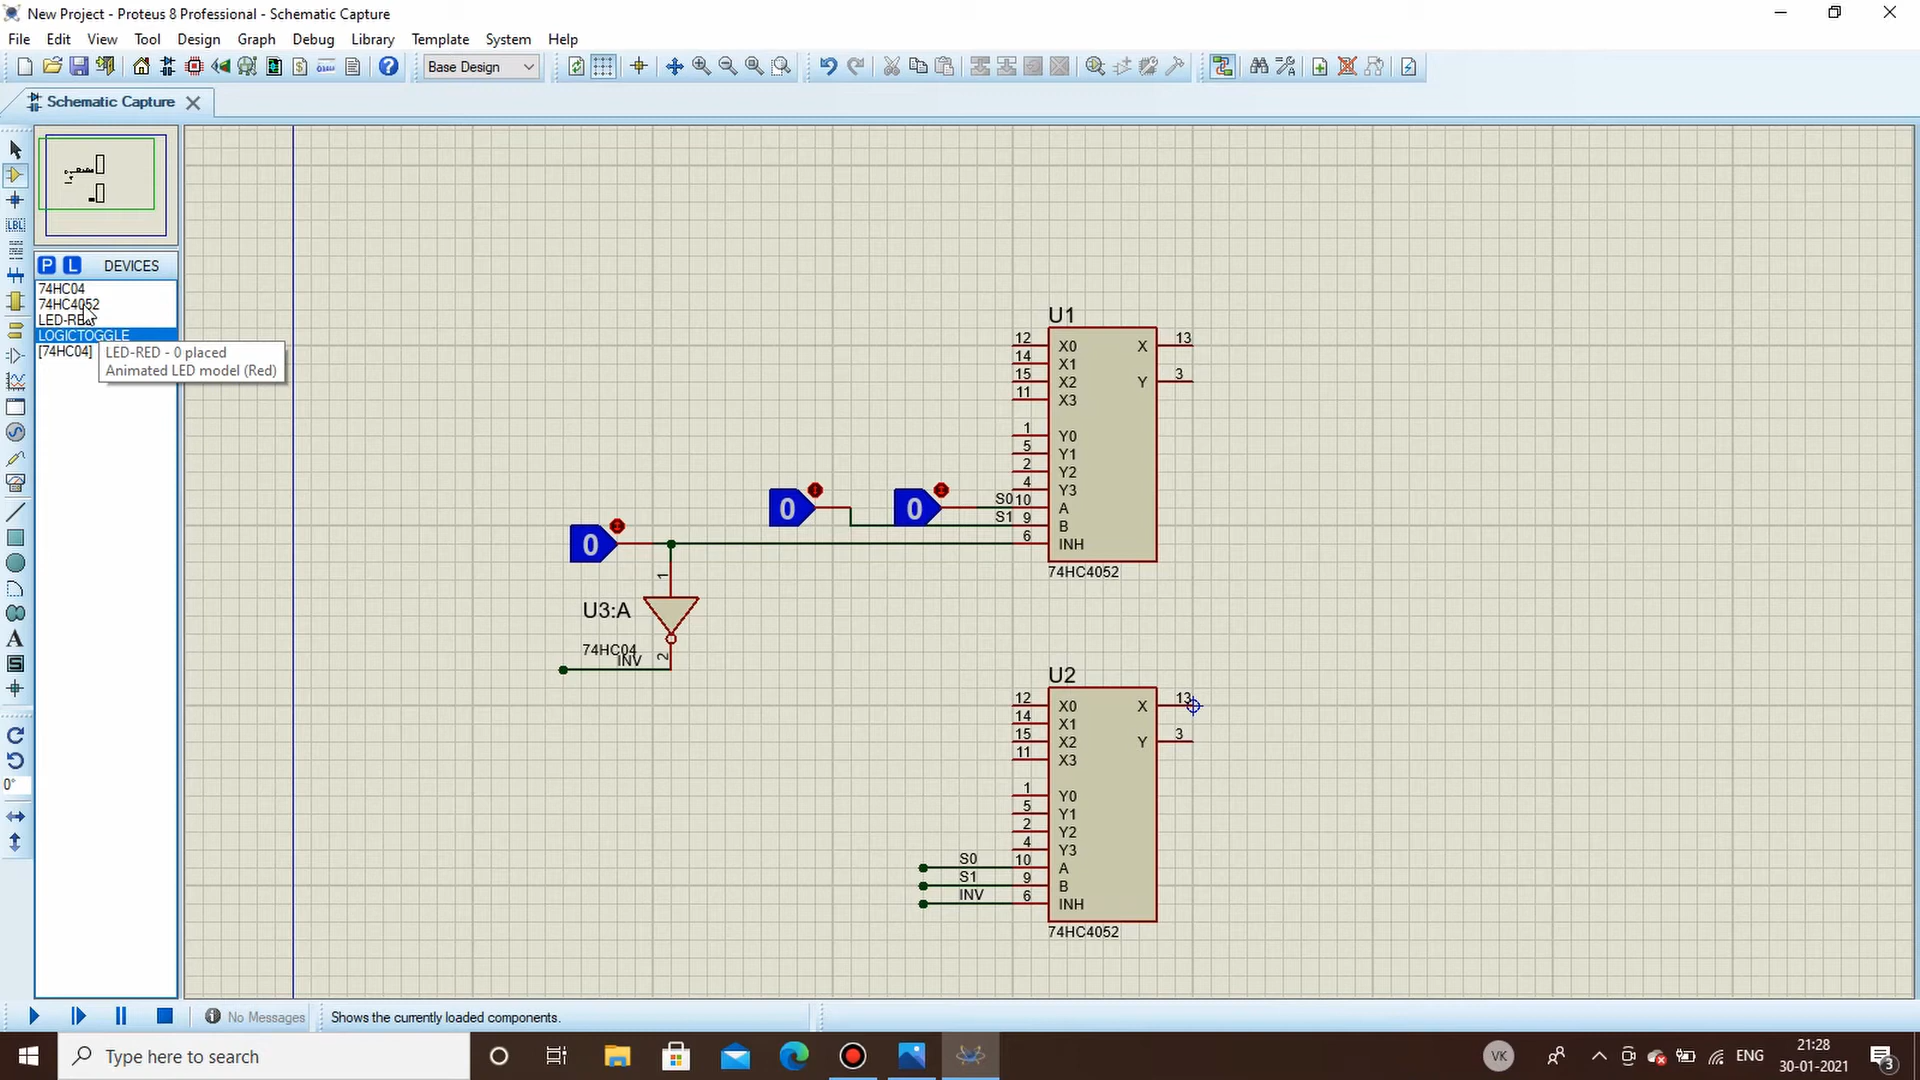 New Project - Proteus 8 Professional - Schematic Capture
File Edit View Tool Design Graph Debug Library Template System Help
Base Design
Schematic Capture
LBL
P L DEVICES
74HC04
74HC4052
LED-RED
LOGICTOGGLE
[74HC04]
LED-RED - 0 placed
Animated LED model (Red)
A
S
0°
U1
12 X0 X 13
14 X1
15 X2 Y 3
11 X3
1 Y0
5 Y1
2 Y2
4 Y3
0 0 S0 10 A
S1 9 B
0 6 INH
74HC4052
1
U3:A
74HC04
INV 2
U2
12 X0 X 13
14 X1
15 X2 Y 3
11 X3
1 Y0
5 Y1
2 Y2
4 Y3
S0 10 A
S1 9 B
INV 6 INH
74HC4052
No Messages Shows the currently loaded components.
Type here to search
VK ENG 21:28
30-01-2021
3